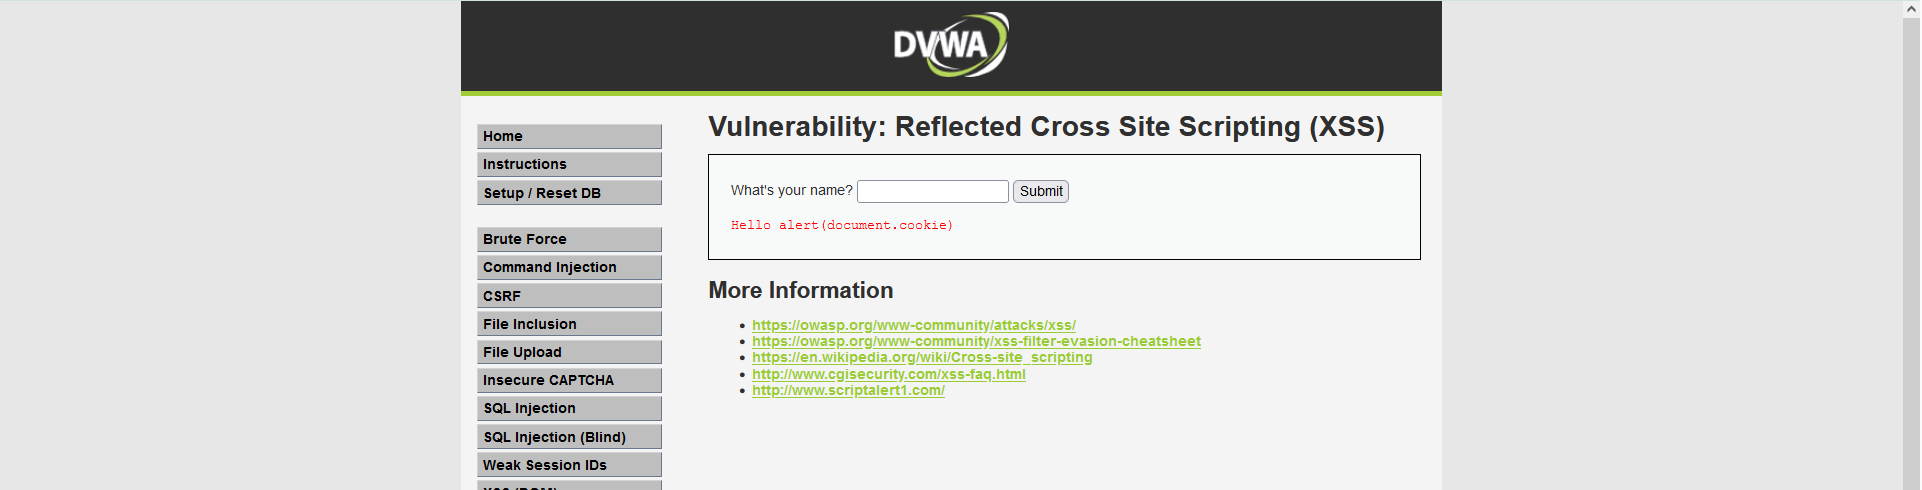 DVWA
Home
Instructions
Setup / Reset DB
Brute Force
Command Injection
CSRF
File Inclusion
File Upload
Insecure CAPTCHA
SQL Injection
SQL Injection (Blind)
Weak Session IDs
Vulnerability: Reflected Cross Site Scripting (XSS)
What's your name? Submit
Hello alert(document.cookie)
More Information
https://owasp.org/www-community/attacks/xss/
https://owasp.org/www-community/xss-filter-evasion-cheatsheet
https://en.wikipedia.org/wiki/Cross-site_scripting
http://www.cgisecurity.com/xss-faq.html
http://www.scriptalert1.com/